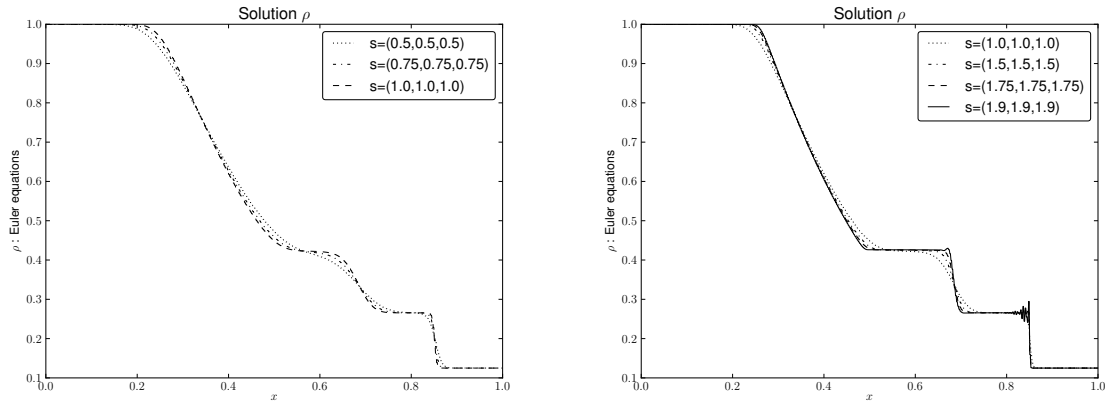 Solution ρ
s=(0.5,0.5,0.5)
s=(0.75,0.75,0.75)
s=(1.0,1.0,1.0)
ρ : Euler equations
1.0
0.9
0.8
0.7
0.6
0.5
0.4
0.3
0.2
0.1
0.0 0.2 0.4 0.6 0.8 1.0
x
Solution ρ
s=(1.0,1.0,1.0)
s=(1.5,1.5,1.5)
s=(1.75,1.75,1.75)
s=(1.9,1.9,1.9)
ρ : Euler equations
1.0
0.9
0.8
0.7
0.6
0.5
0.4
0.3
0.2
0.1
0.0 0.2 0.4 0.6 0.8 1.0
x